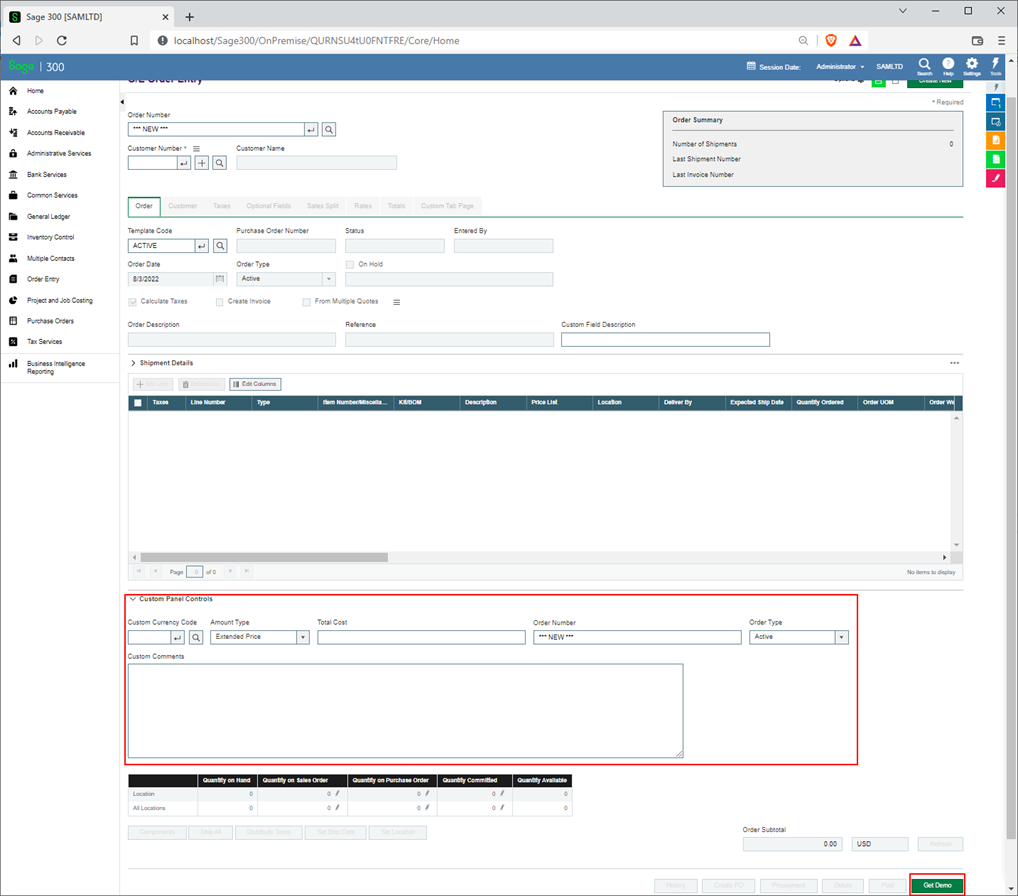 Sage 300 [SAMLTD]
localhost/Sage300/OnPremise/QURNSU4tU0FNTFRE/Core/Home
Sage | 300
Session Date:
Administrator
SAMLTD
Search
Help
Settings
Tools
Home
Accounts Payable
Accounts Receivable
Administrative Services
Bank Services
Common Services
General Ledger
Inventory Control
Multiple Contacts
Order Entry
Project and Job Costing
Purchase Orders
Tax Services
Business Intelligence
Reporting
O/E Order Entry
Options
Create New
* Required
Order Number
*** NEW ***
Customer Number *
Customer Name
Order Summary
Number of Shipments 0
Last Shipment Number
Last Invoice Number
Order Customer Taxes Optional Fields Sales Split Rates Totals Custom Tab Page
Template Code Purchase Order Number Status Entered By
ACTIVE
Order Date Order Type On Hold
8/3/2022 Active
Calculate Taxes Create Invoice From Multiple Quotes
Order Description Reference Custom Field Description
Shipment Details
Edit Columns
Taxes Line Number Type Item Number/Miscella... Kit/BOM Description Price List Location Deliver By Expected Ship Date Quantity Ordered Order UOM Order We
Page 0 of 0
No items to display
Custom Panel Controls
Custom Currency Code Amount Type Total Cost Order Number Order Type
Extended Price *** NEW *** Active
Custom Comments
Quantity on Hand Quantity on Sales Order Quantity on Purchase Order Quantity Committed Quantity Available
Location 0 0 0 0 0
All Locations 0 0 0 0 0
Components Ship All Distribute Taxes Set Ship Date Set Location
Order Subtotal
0.00 USD Refresh
History Create PO Prepayment Delete Post Get Demo